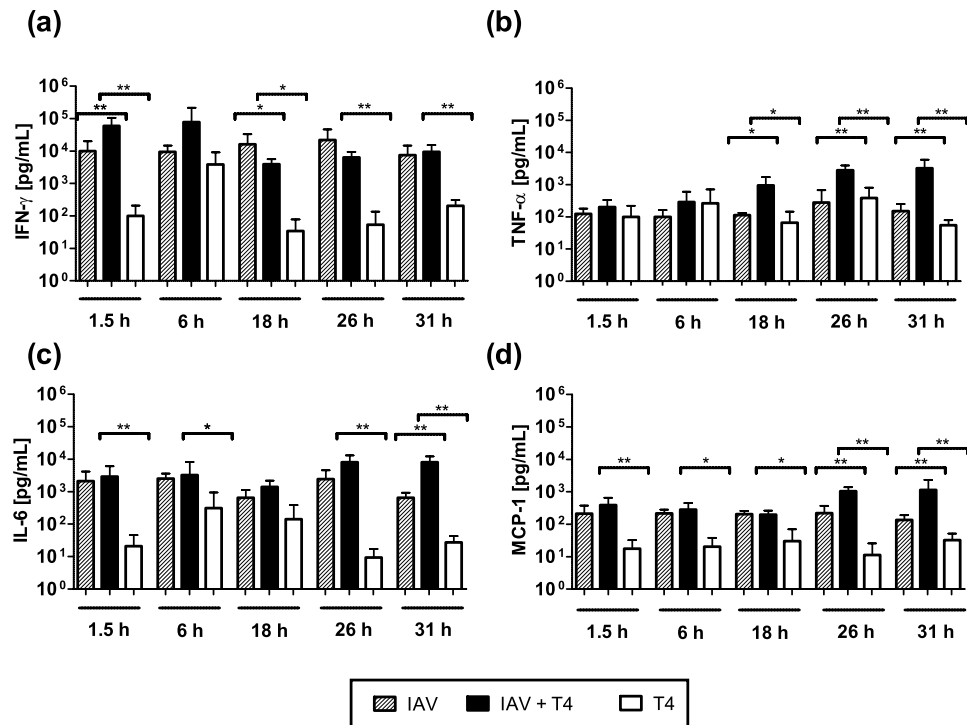 (a)
IFN-γ [pg/mL]
10⁶
10⁵
10⁴
10³
10²
10¹
10⁰
** ** * * ** **
1.5 h 6 h 18 h 26 h 31 h
(b)
TNF-α [pg/mL]
10⁶
10⁵
10⁴
10³
10²
10¹
10⁰
* * ** ** ** **
1.5 h 6 h 18 h 26 h 31 h
(c)
IL-6 [pg/mL]
10⁶
10⁵
10⁴
10³
10²
10¹
10⁰
** * ** ** **
1.5 h 6 h 18 h 26 h 31 h
(d)
MCP-1 [pg/mL]
10⁶
10⁵
10⁴
10³
10²
10¹
10⁰
** * * ** ** ** **
1.5 h 6 h 18 h 26 h 31 h
IAV IAV + T4 T4